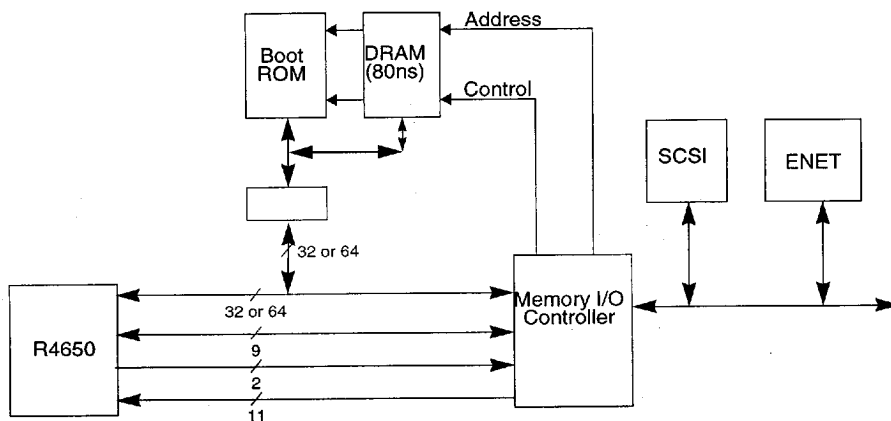 Address
Boot
ROM
DRAM
(80ns)
Control
SCSI
ENET
32 or 64
Memory I/O
Controller
32 or 64
R4650
9
2
11